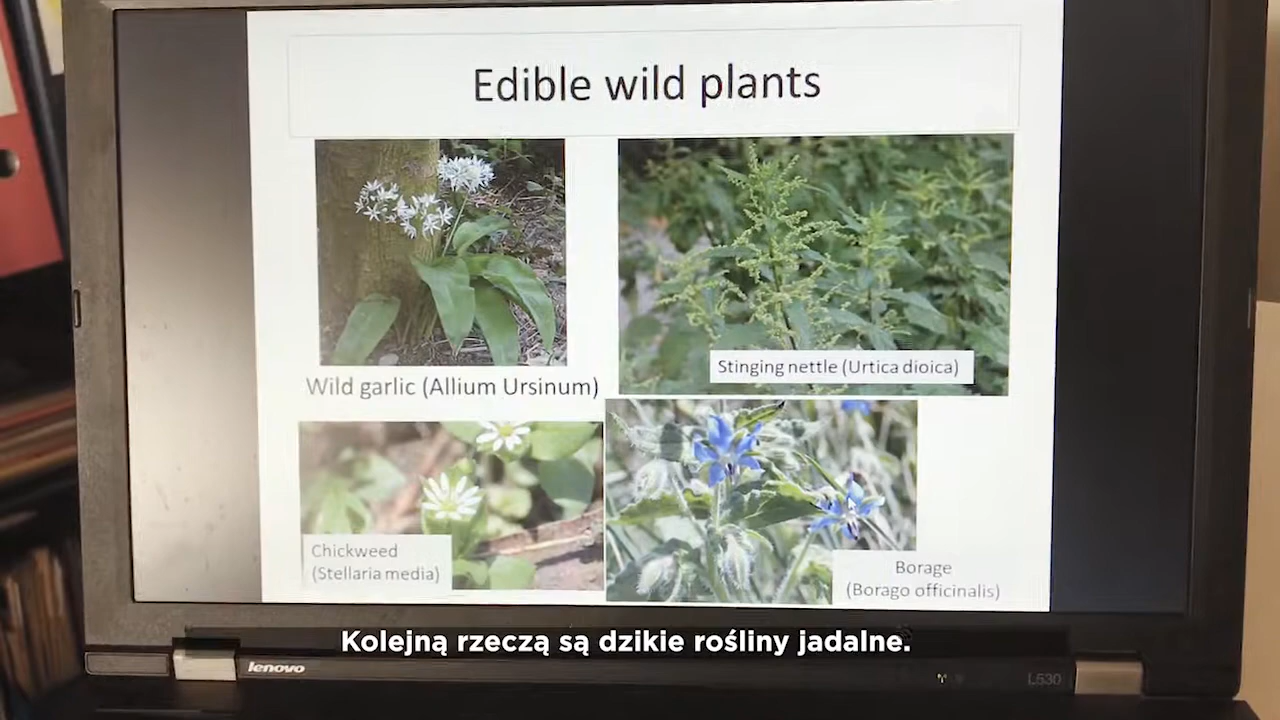 Edible wild plants
Wild garlic (Allium Ursinum)
Stinging nettle (Urtica dioica)
Chickweed
(Stellaria media)
Borage
(Borago officinalis)
Kolejną rzeczą są dzikie rośliny jadalne.
lenovo
L530